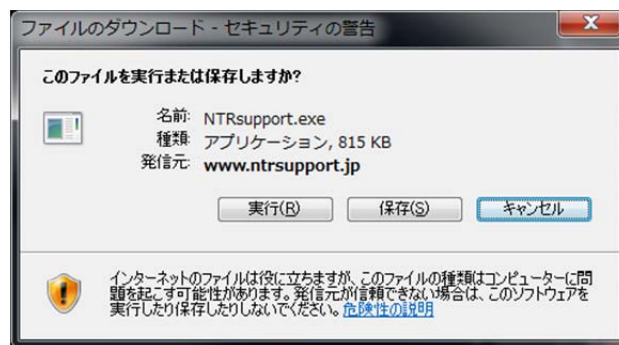 ファイルのダウンロード - セキュリティの警告
このファイルを実行または保存しますか?
名前: NTRsupport.exe
種類: アプリケーション, 815 KB
発信元: www.ntrsupport.jp
実行(R) 保存(S) キャンセル
インターネットのファイルは役に立ちますが、このファイルの種類はコンピューターに問
題を起こす可能性があります。発信元が信頼できない場合は、このソフトウェアを
実行したり保存したりしないでください。危険性の説明